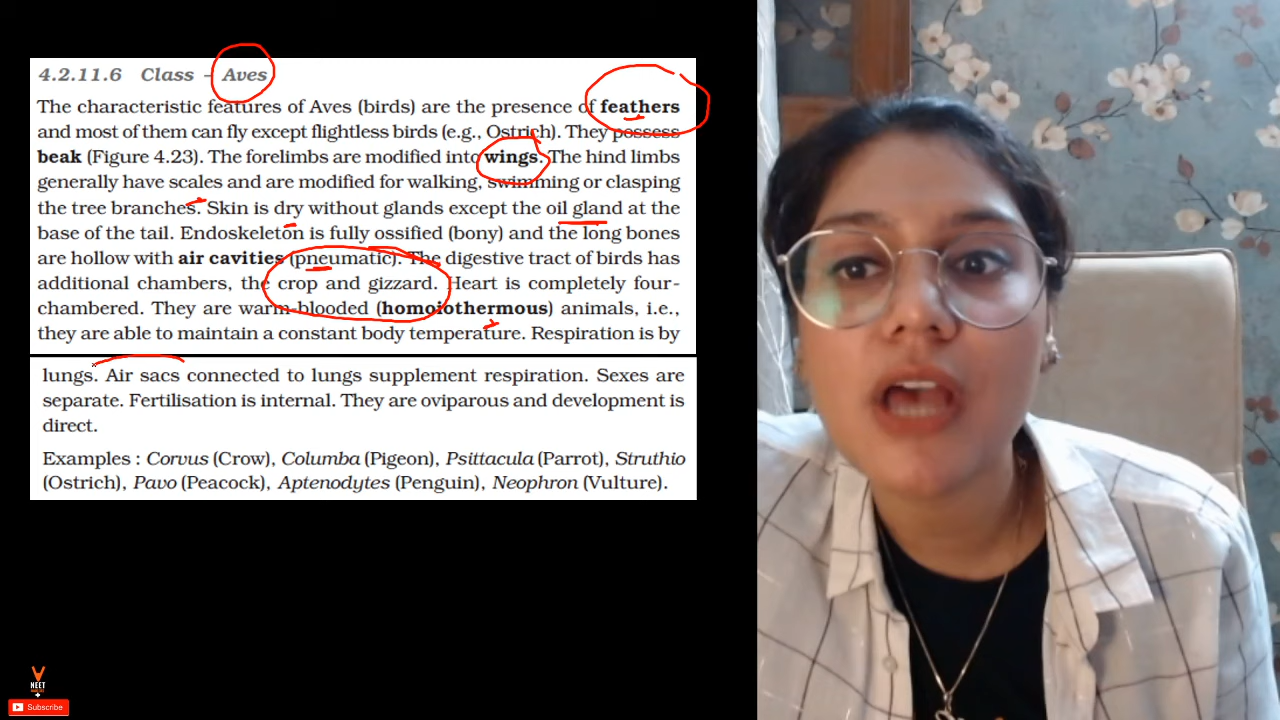 4.2.11.6 Class – Aves
The characteristic features of Aves (birds) are the presence of feathers
and most of them can fly except flightless birds (e.g., Ostrich). They possess
beak (Figure 4.23). The forelimbs are modified into wings. The hind limbs
generally have scales and are modified for walking, swimming or clasping
the tree branches. Skin is dry without glands except the oil gland at the
base of the tail. Endoskeleton is fully ossified (bony) and the long bones
are hollow with air cavities (pneumatic). The digestive tract of birds has
additional chambers, the crop and gizzard. Heart is completely four-
chambered. They are warm-blooded (homoiothermous) animals, i.e.,
they are able to maintain a constant body temperature. Respiration is by
lungs. Air sacs connected to lungs supplement respiration. Sexes are
separate. Fertilisation is internal. They are oviparous and development is
direct.
Examples : Corvus (Crow), Columba (Pigeon), Psittacula (Parrot), Struthio
(Ostrich), Pavo (Peacock), Aptenodytes (Penguin), Neophron (Vulture).
NEET
Subscribe